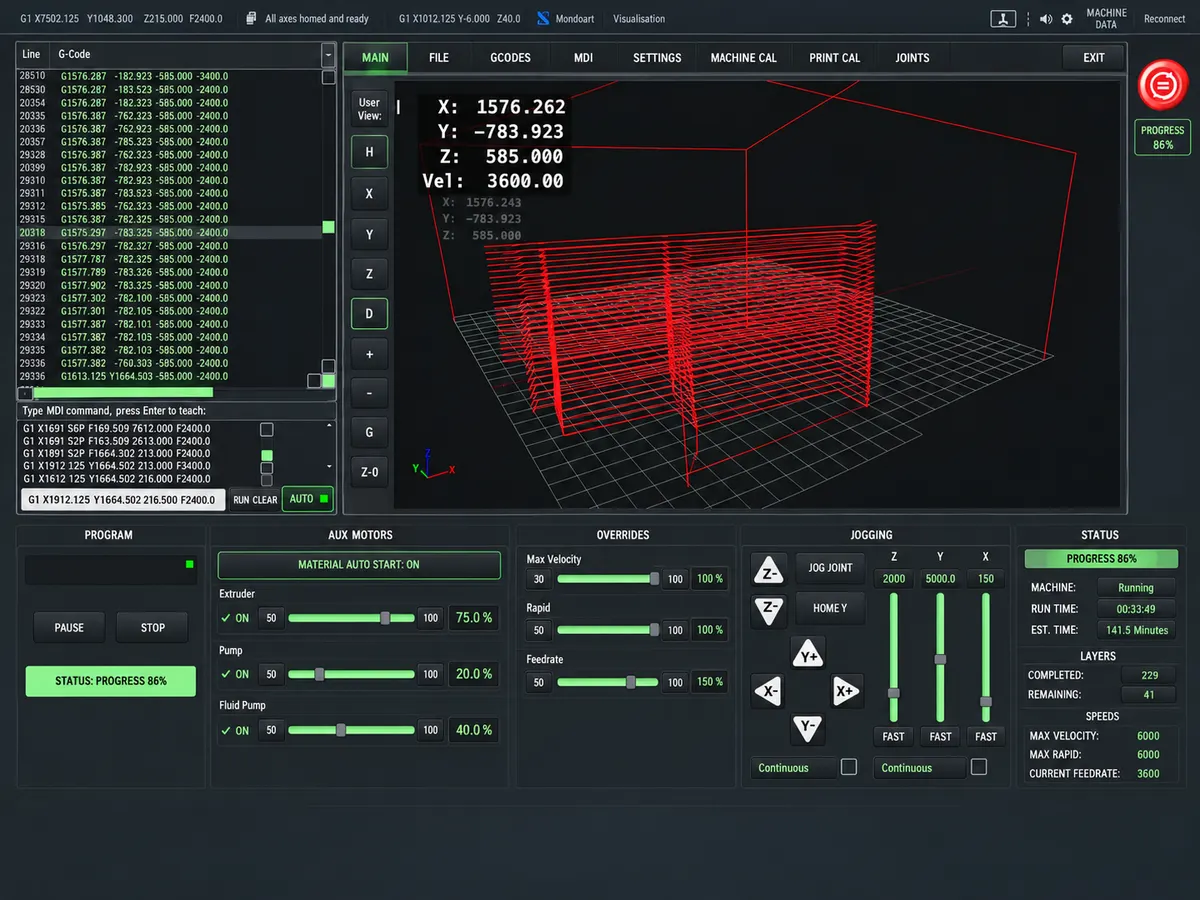 G1 X7502.125 Y1048.300 Z215.000 F2400.0 All axes homed and ready G1 X1012.125 Y-6.000 Z40.0 Mondoart Visualisation MACHINE DATA Reconnect
Line G-Code
28510 G1576.287 -182.923 -585.000 -3400.0
28530 G1576.287 -183.523 -585.000 -2400.0
20354 G1576.287 -182.323 -585.000 -2400.0
20335 G1576.387 -762.323 -585.000 -2400.0
20336 G1576.387 -762.923 -585.000 -2400.0
20357 G1576.387 -785.323 -585.000 -2400.0
29328 G1576.387 -762.323 -585.000 -2400.0
20399 G1576.387 -782.923 -585.000 -2400.0
29310 G1576.387 -782.923 -585.000 -2400.0
29311 G1576.387 -783.523 -585.000 -2400.0
29312 G1575.385 -762.323 -585.000 -2400.0
29315 G1576.387 -782.325 -585.000 -2400.0
20318 G1575.297 -783.325 -585.000 -2400.0
29316 G1576.297 -782.327 -585.000 -2400.0
29318 G1577.787 -782.325 -585.000 -2400.0
29319 G1577.789 -783.326 -585.000 -2400.0
29320 G1577.902 -783.325 -585.000 -2400.0
29323 G1577.302 -782.100 -585.000 -2400.0
29322 G1577.301 -782.105 -585.000 -2400.0
29333 G1577.387 -782.101 -585.000 -2400.0
29334 G1577.387 -782.103 -585.000 -2400.0
29335 G1577.382 -782.103 -585.000 -2400.0
29336 G1577.382 -760.303 -585.000 -2400.0
29336 G1613.125 Y1664.503 -585.000 -2400.0
Type MDI command, press Enter to teach:
G1 X1691 S6P F169.509 7612.000 F2400.0
G1 X1691 S2P F163.509 2613.000 F2400.0
G1 X1891 S2P F1664.302 213.000 F2400.0
G1 X1912 125 Y1664.502 213.000 F3400.0
G1 X1612 125 Y1664.502 216.000 F2400.0
G1 X1912.125 Y1664.502 216.500 F2400.0 RUN CLEAR AUTO
MAIN FILE GCODES MDI SETTINGS MACHINE CAL PRINT CAL JOINTS EXIT
User View:
H
X
Y
Z
D
+
-
G
Z-0
X: 1576.262
Y: -783.923
Z: 585.000
Vel: 3600.00
X: 1576.243
Y: -783.923
Z: 585.000
Z
Y X
PROGRESS
86%
PROGRAM
PAUSE STOP
STATUS: PROGRESS 86%
AUX MOTORS
MATERIAL AUTO START: ON
Extruder
✓ ON 50 100 75.0 %
Pump
✓ ON 50 100 20.0 %
Fluid Pump
✓ ON 50 100 40.0 %
OVERRIDES
Max Velocity
30 100 100 %
Rapid
50 100 100 %
Feedrate
50 100 150 %
JOGGING
Z- JOG JOINT
Z- HOME Y
Y+
X- X+
Y-
Z Y X
2000 5000.0 150
FAST FAST FAST
Continuous Continuous
STATUS
PROGRESS 86%
MACHINE: Running
RUN TIME: 00:33:49
EST. TIME: 141.5 Minutes
LAYERS
COMPLETED: 229
REMAINING: 41
SPEEDS
MAX VELOCITY: 6000
MAX RAPID: 6000
CURRENT FEEDRATE: 3600